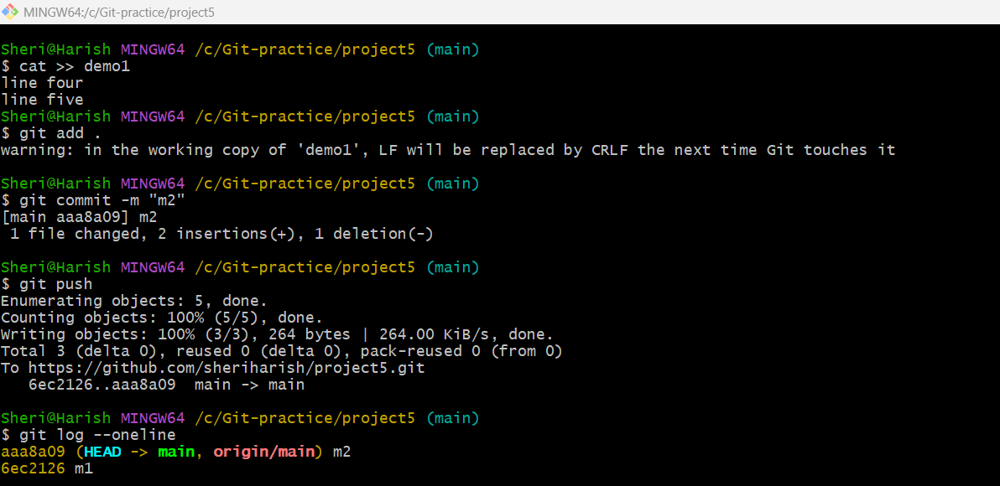 MINGW64:/c/Git-practice/project5
Sheri@Harish MINGW64 /c/Git-practice/project5 (main)
$ cat >> demo1
line four
line five
Sheri@Harish MINGW64 /c/Git-practice/project5 (main)
$ git add .
warning: in the working copy of 'demo1', LF will be replaced by CRLF the next time Git touches it
Sheri@Harish MINGW64 /c/Git-practice/project5 (main)
$ git commit -m "m2"
[main aaa8a09] m2
 1 file changed, 2 insertions(+), 1 deletion(-)
Sheri@Harish MINGW64 /c/Git-practice/project5 (main)
$ git push
Enumerating objects: 5, done.
Counting objects: 100% (5/5), done.
Writing objects: 100% (3/3), 264 bytes | 264.00 KiB/s, done.
Total 3 (delta 0), reused 0 (delta 0), pack-reused 0 (from 0)
To https://github.com/sheriharish/project5.git
   6ec2126..aaa8a09  main -> main
Sheri@Harish MINGW64 /c/Git-practice/project5 (main)
$ git log --oneline
aaa8a09 (HEAD -> main, origin/main) m2
6ec2126 m1